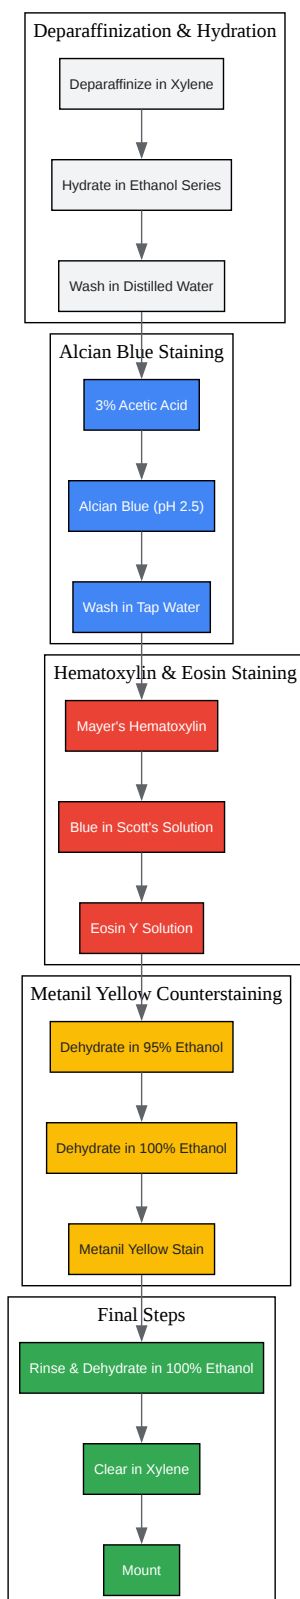 Deparaffinization & Hydration
Deparaffinize in Xylene
Hydrate in Ethanol Series
Wash in Distilled Water
Alcian Blue Staining
3% Acetic Acid
Alcian Blue (pH 2.5)
Wash in Tap Water
Hematoxylin & Eosin Staining
Mayer's Hematoxylin
Blue in Scott's Solution
Eosin Y Solution
Metanil Yellow Counterstaining
Dehydrate in 95% Ethanol
Dehydrate in 100% Ethanol
Metanil Yellow Stain
Final Steps
Rinse & Dehydrate in 100% Ethanol
Clear in Xylene
Mount